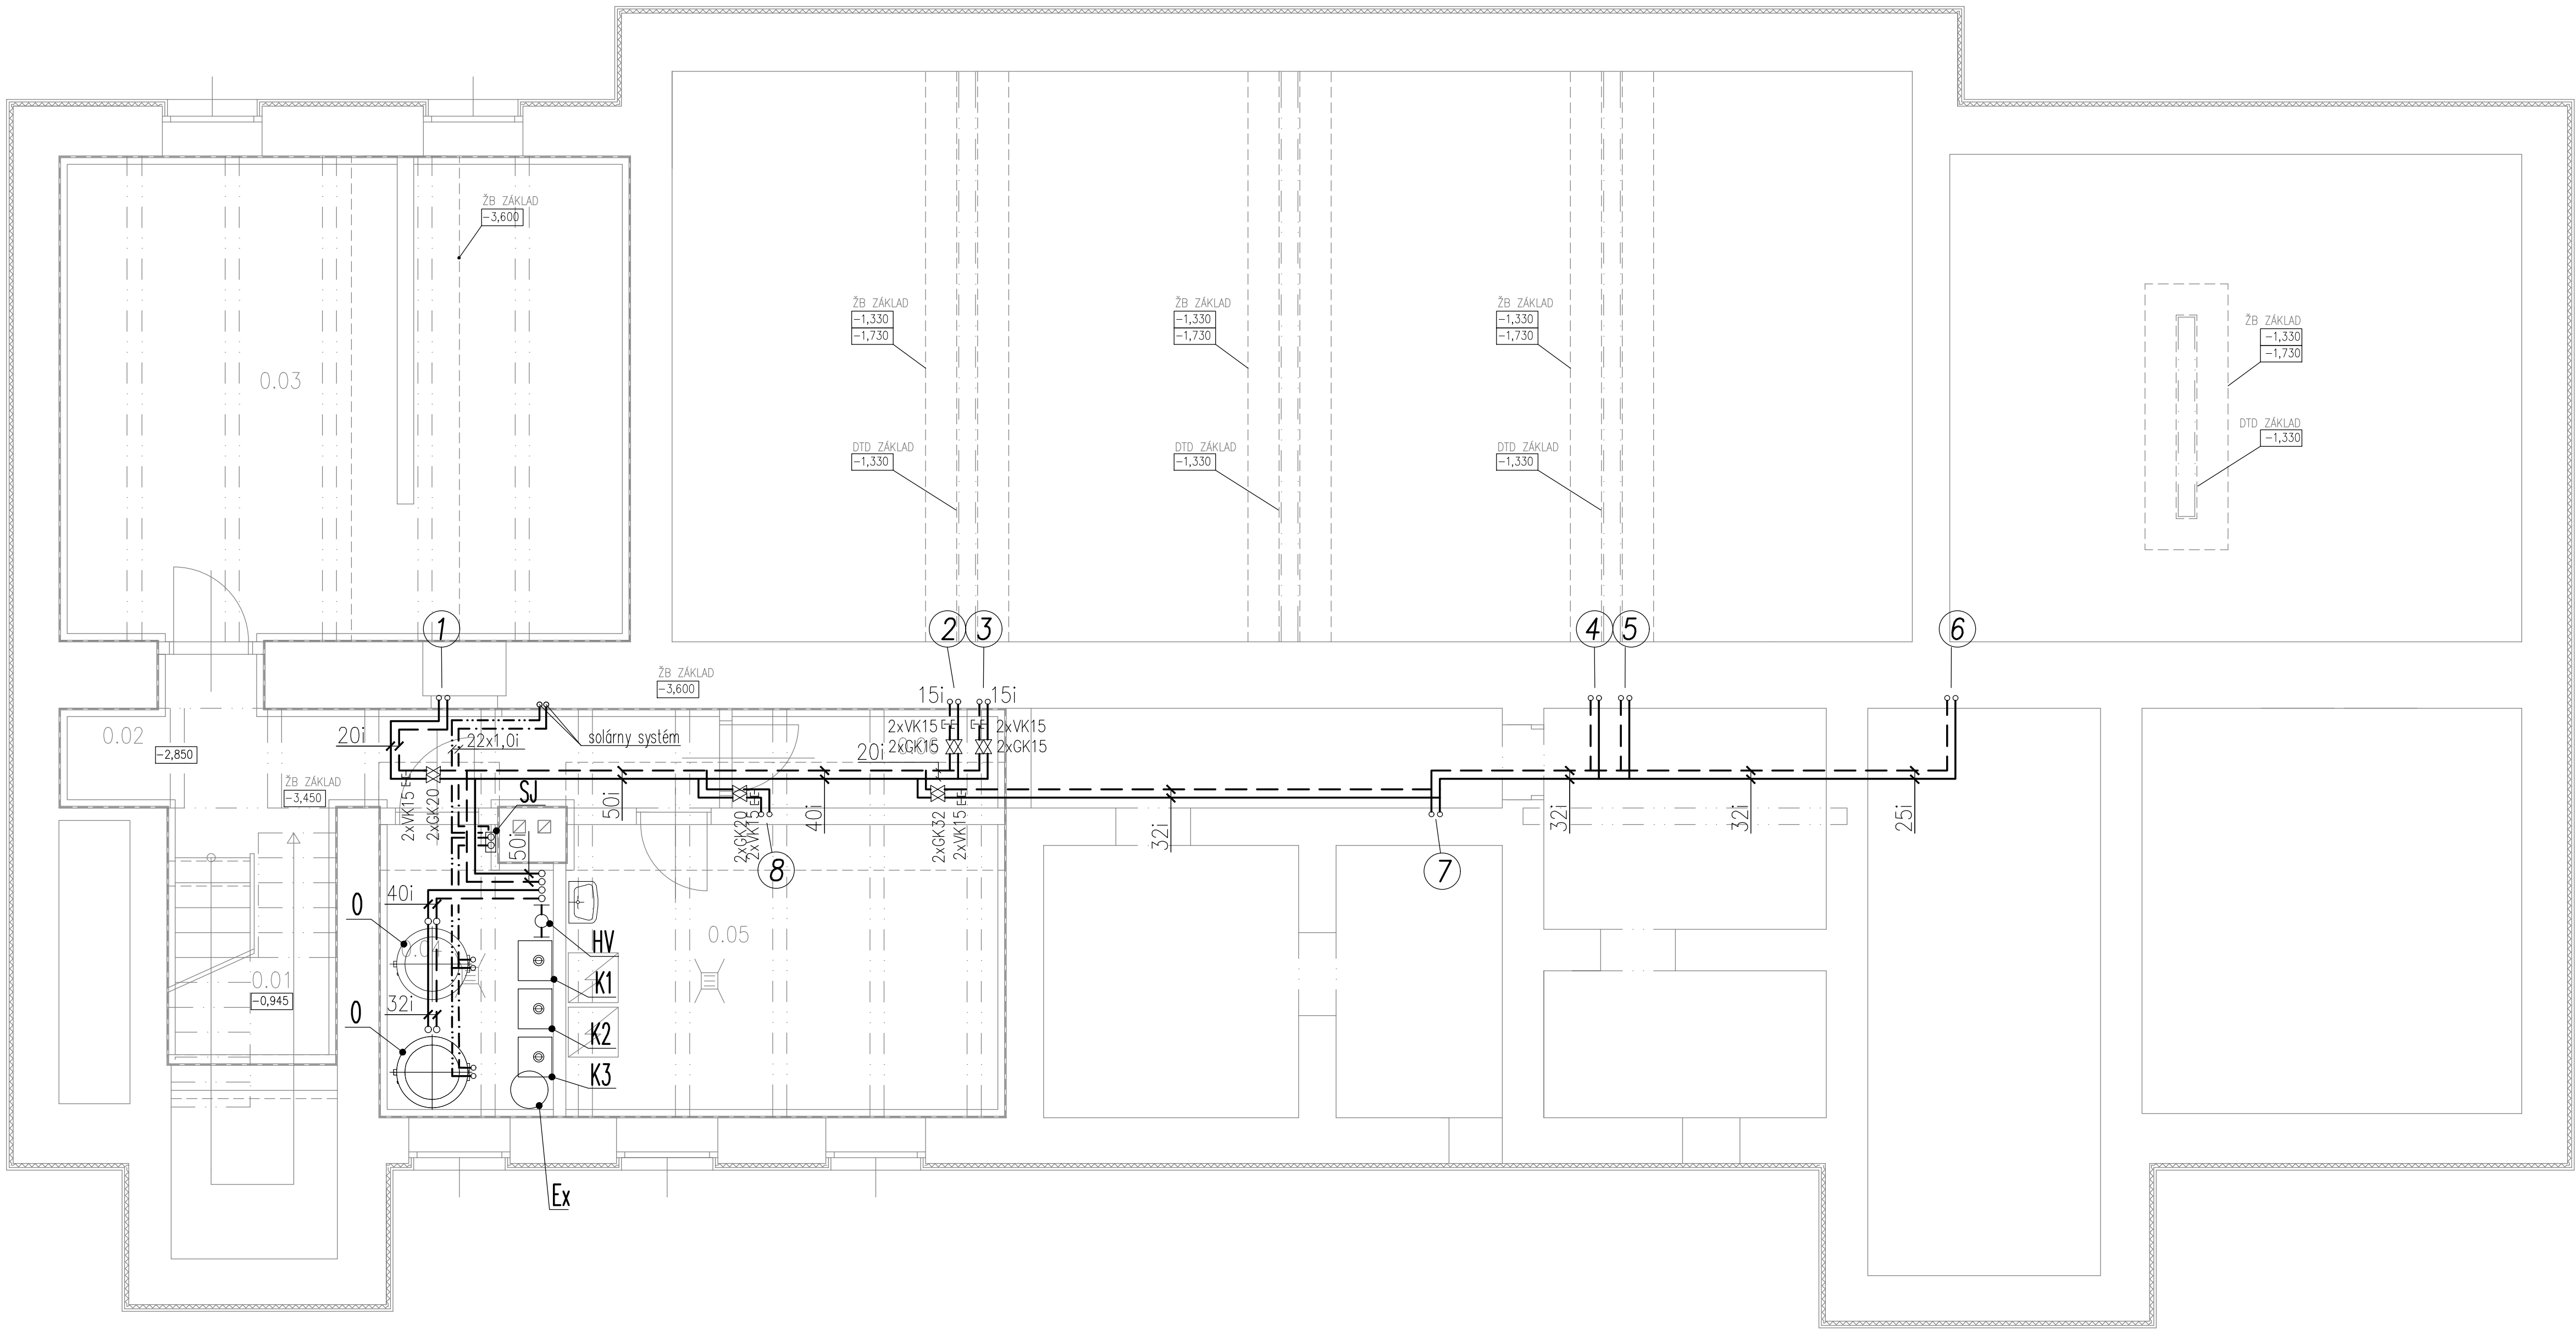 ŽB ZÁKLAD
-3,600
0.03
ŽB ZÁKLAD
-1,330
-1,730
ŽB ZÁKLAD
-1,330
-1,730
ŽB ZÁKLAD
-1,330
-1,730
ŽB ZÁKLAD
-1,330
-1,730
DTD ZÁKLAD
-1,330
DTD ZÁKLAD
-1,330
DTD ZÁKLAD
-1,330
DTD ZÁKLAD
-1,330
1
2
3
4
5
6
ŽB ZÁKLAD
-3,600
15i
15i
0.02
-2,850
20i
22x1,0i
solárny systém
2xVK15
2xGK15
2xVK15
2xGK15
20i
ŽB ZÁKLAD
-3,450
2xVK15
2xGK20
SJ
50i
50i
2xGK20
2xVK15
8
40i
2xGK32
2xVK15
32i
7
32i
32i
25i
40i
0
0.05
HV
K1
0.01
-0,945
32i
0
K2
K3
Ex